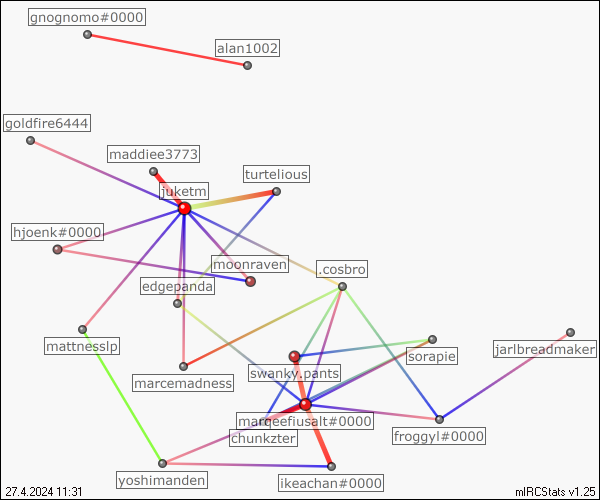 gnognomo#0000
alan1002
goldfire6444
maddiee3773
turtelious
juketm
hjoenk#0000
moonraven
.cosbro
edgepanda
mattnesslp
sorapie
jarlbreadmaker
swanky.pants
marcemadness
marqeefiusalt#0000
chunkzter
froggyl#0000
yoshimanden
ikeachan#0000
27.4.2024 11:31
mIRCStats v1.25